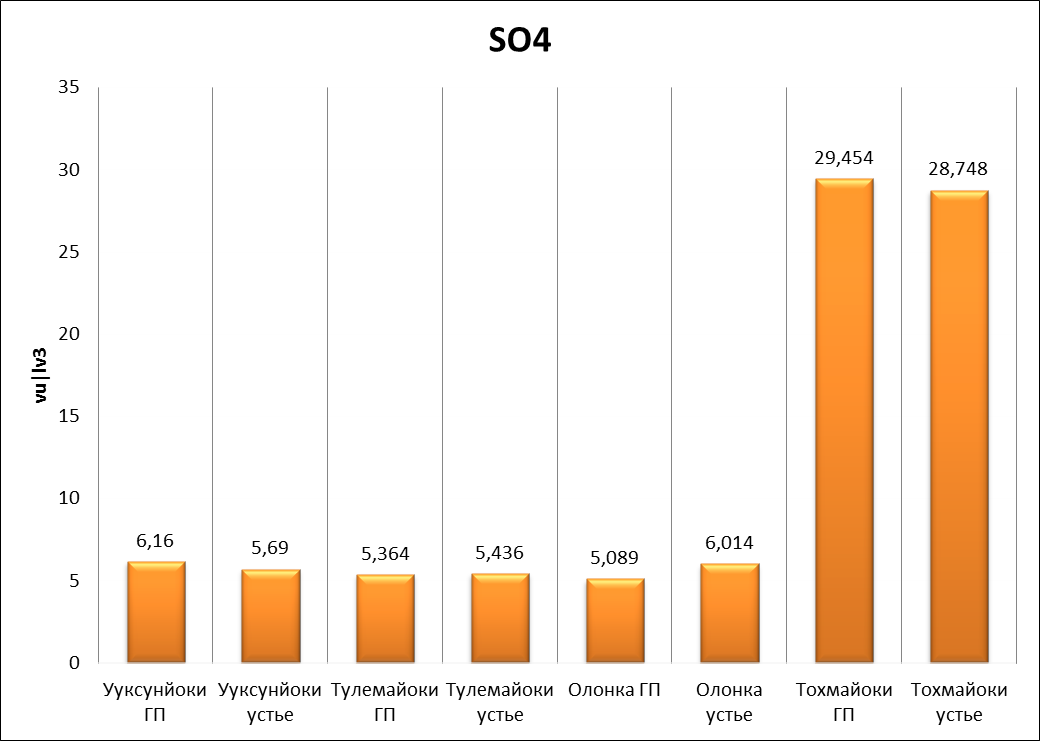 SO4
35
30
25
20
15
10
5
0
vu|lv3
6,16
5,69
5,364
5,436
5,089
6,014
29,454
28,748
Ууксунйоки
ГП
Ууксунйоки
устье
Тулемайоки
ГП
Тулемайоки
устье
Олонка ГП
Олонка
устье
Тохмайоки
ГП
Тохмайоки
устье